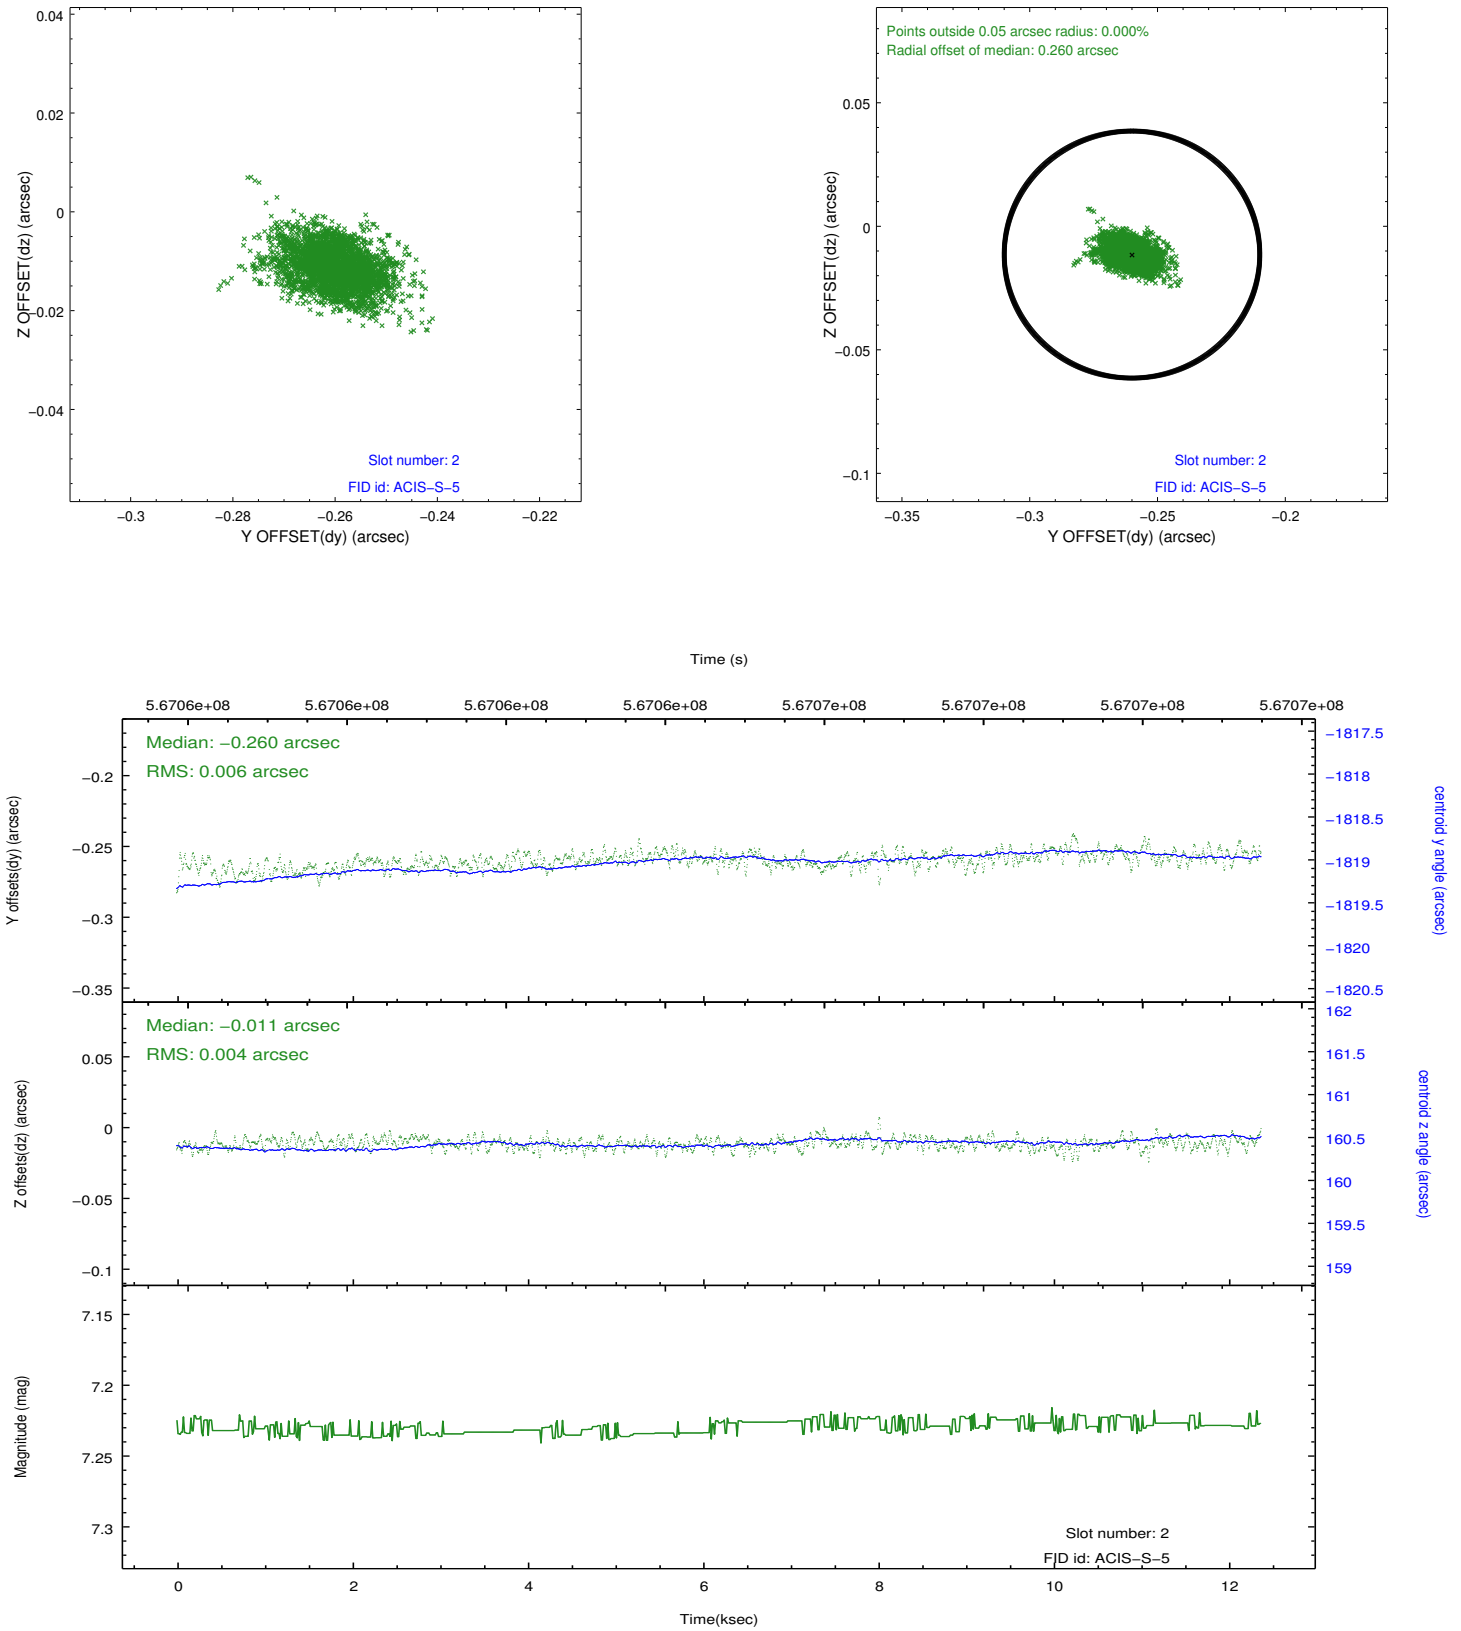 0.04
0.02
0
−0.02
−0.04
Z OFFSET(dz) (arcsec)
Slot number: 2
FID id: ACIS−S−5
−0.3
−0.28
−0.26
−0.24
−0.22
Y OFFSET(dy) (arcsec)
Points outside 0.05 arcsec radius: 0.000%
Radial offset of median: 0.260 arcsec
0.05
0
−0.05
−0.1
Z OFFSET(dz) (arcsec)
Slot number: 2
FID id: ACIS−S−5
−0.35
−0.3
−0.25
−0.2
Y OFFSET(dy) (arcsec)
Time (s)
5.6706e+08
5.6706e+08
5.6706e+08
5.6706e+08
5.6707e+08
5.6707e+08
5.6707e+08
5.6707e+08
Median: −0.260 arcsec
RMS: 0.006 arcsec
−0.2
−0.25
−0.3
−0.35
Y offsets(dy) (arcsec)
−1817.5
−1818
−1818.5
−1819
−1819.5
−1820
−1820.5
centroid y angle (arcsec)
Median: −0.011 arcsec
RMS: 0.004 arcsec
0.05
0
−0.05
−0.1
Z offsets(dz) (arcsec)
162
161.5
161
160.5
160
159.5
159
centroid z angle (arcsec)
7.15
7.2
7.25
7.3
Magnitude (mag)
Slot number: 2
FID id: ACIS−S−5
0
2
4
6
8
10
12
Time(ksec)